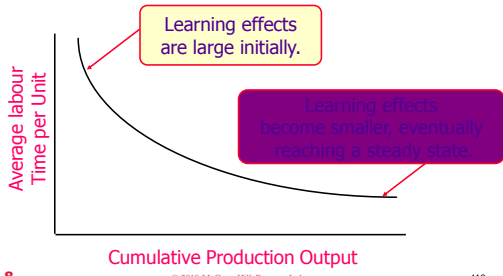 Learning effects
are large initially.
Learning effects
become smaller, eventually
reaching a steady state.
Average labour
Time per Unit
Cumulative Production Output
8